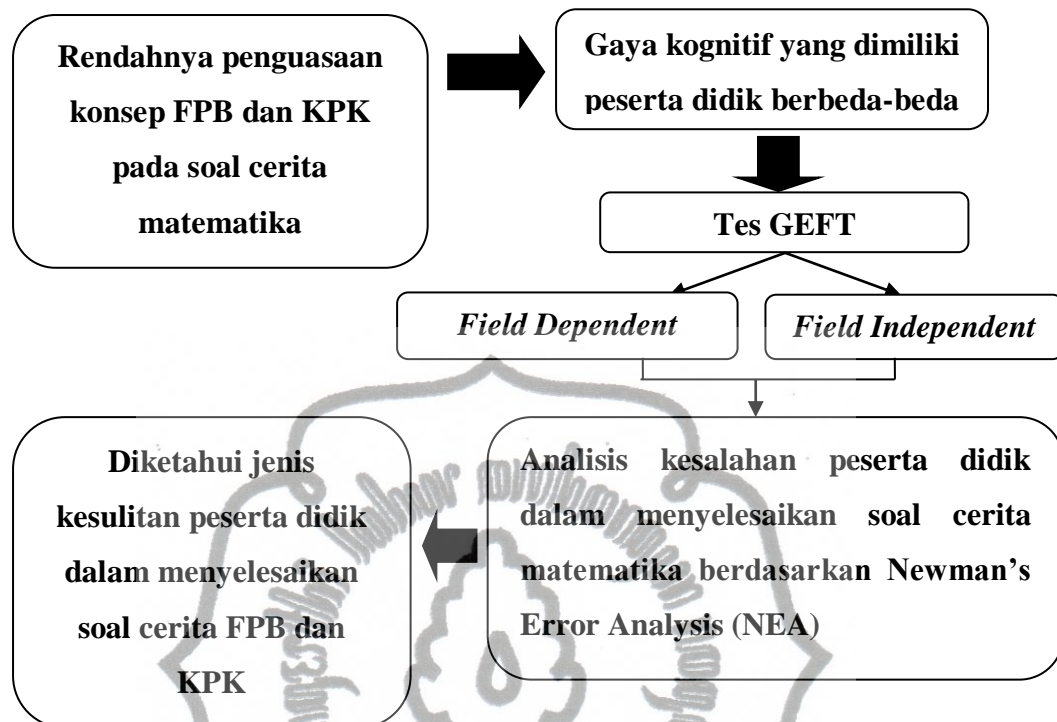 Rendahnya penguasaan
konsep FPB dan KPK
pada soal cerita
matematika
Gaya kognitif yang dimiliki
peserta didik berbeda-beda
Tes GEFT
Field Dependent
Field Independent
Analisis kesalahan peserta didik
dalam menyelesaikan soal cerita
matematika berdasarkan Newman's
Error Analysis (NEA)
Diketahui jenis
kesulitan peserta didik
dalam menyelesaikan
soal cerita FPB dan
KPK